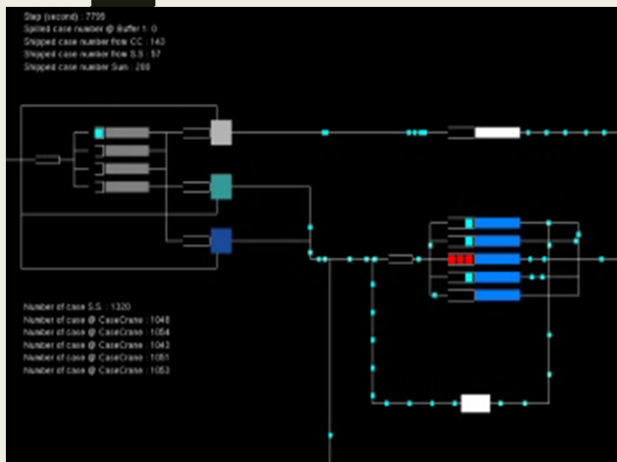 Step (second) : 7799
Spilled case number @ Buffer 1: 0
Shipped case number from CC : 143
Shipped case number from S.S : 57
Shipped case number Sum : 200
Number of case S.S. : 1320
Number of case @ CaseCrane : 1048
Number of case @ CaseCrane : 1054
Number of case @ CaseCrane : 1043
Number of case @ CaseCrane : 1051
Number of case @ CaseCrane : 1053